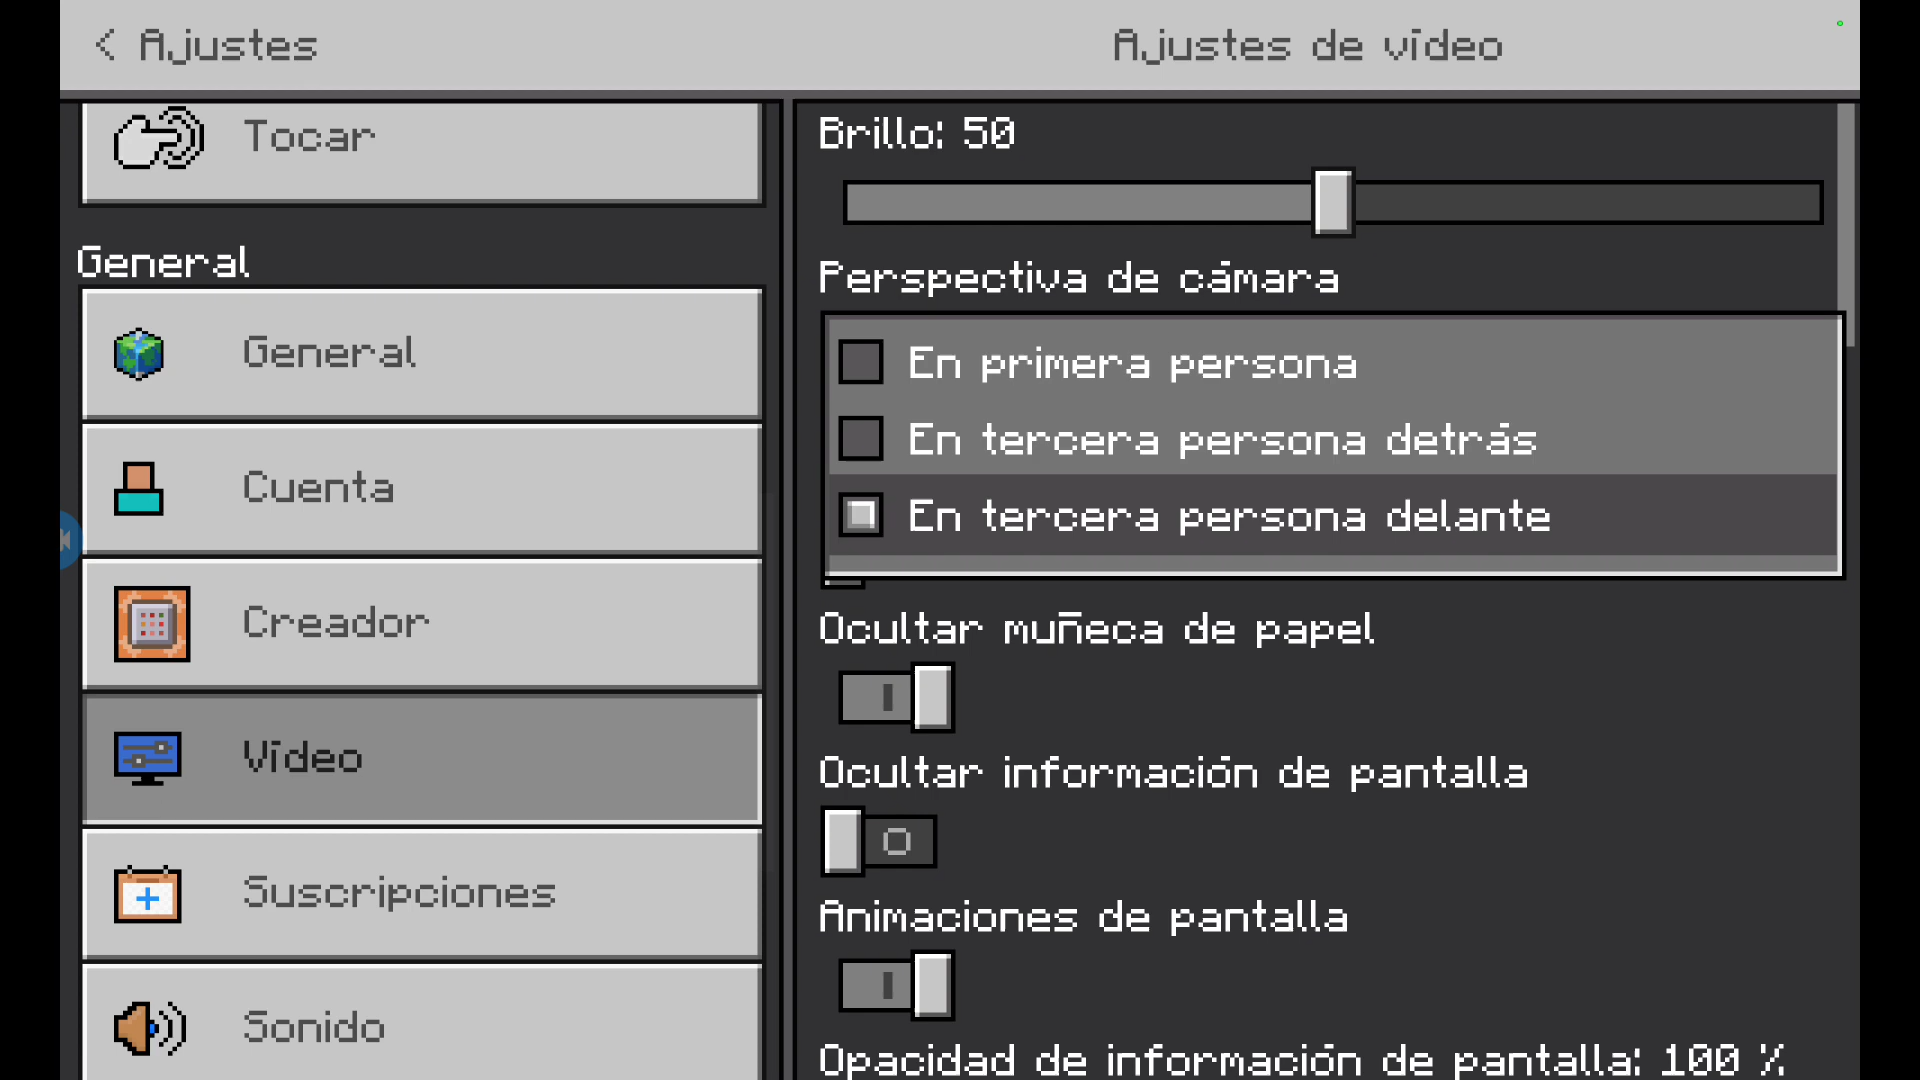 Ajustes
Ajustes de vídeo
Tocar
General
General
Cuenta
Creador
Vídeo
Suscripciones
Sonido
Brillo: 50
Perspectiva de cámara
En primera persona
En tercera persona detrás
En tercera persona delante
Ocultar muñeca de papel
Ocultar información de pantalla
Animaciones de pantalla
Opacidad de información de pantalla: 100 %